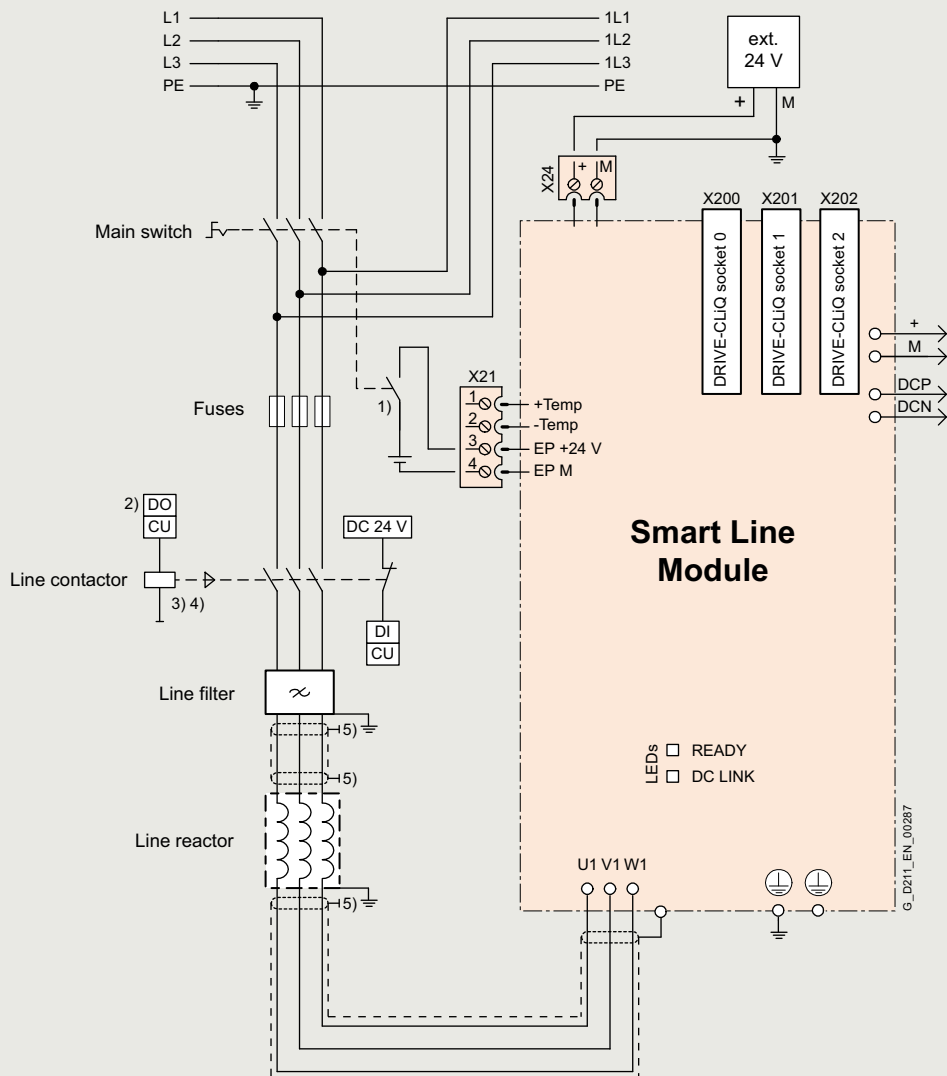 L1
L2
L3
PE
1L1
1L2
1L3
PE
ext.
24 V
+
M
X24
+ M
X200
X201
X202
DRIVE-CLiQ socket 0
DRIVE-CLiQ socket 1
DRIVE-CLiQ socket 2
Main switch
+
M
DCP
DCN
1)
X21
1
2
3
4
+Temp
-Temp
EP +24 V
EP M
Fuses
2)
DO
CU
DC 24 V
Smart Line
Module
Line contactor
3) 4)
DI
CU
Line filter
5)
5)
LEDs
READY
DC LINK
Line reactor
5)
U1 V1 W1
G_D211_EN_00287